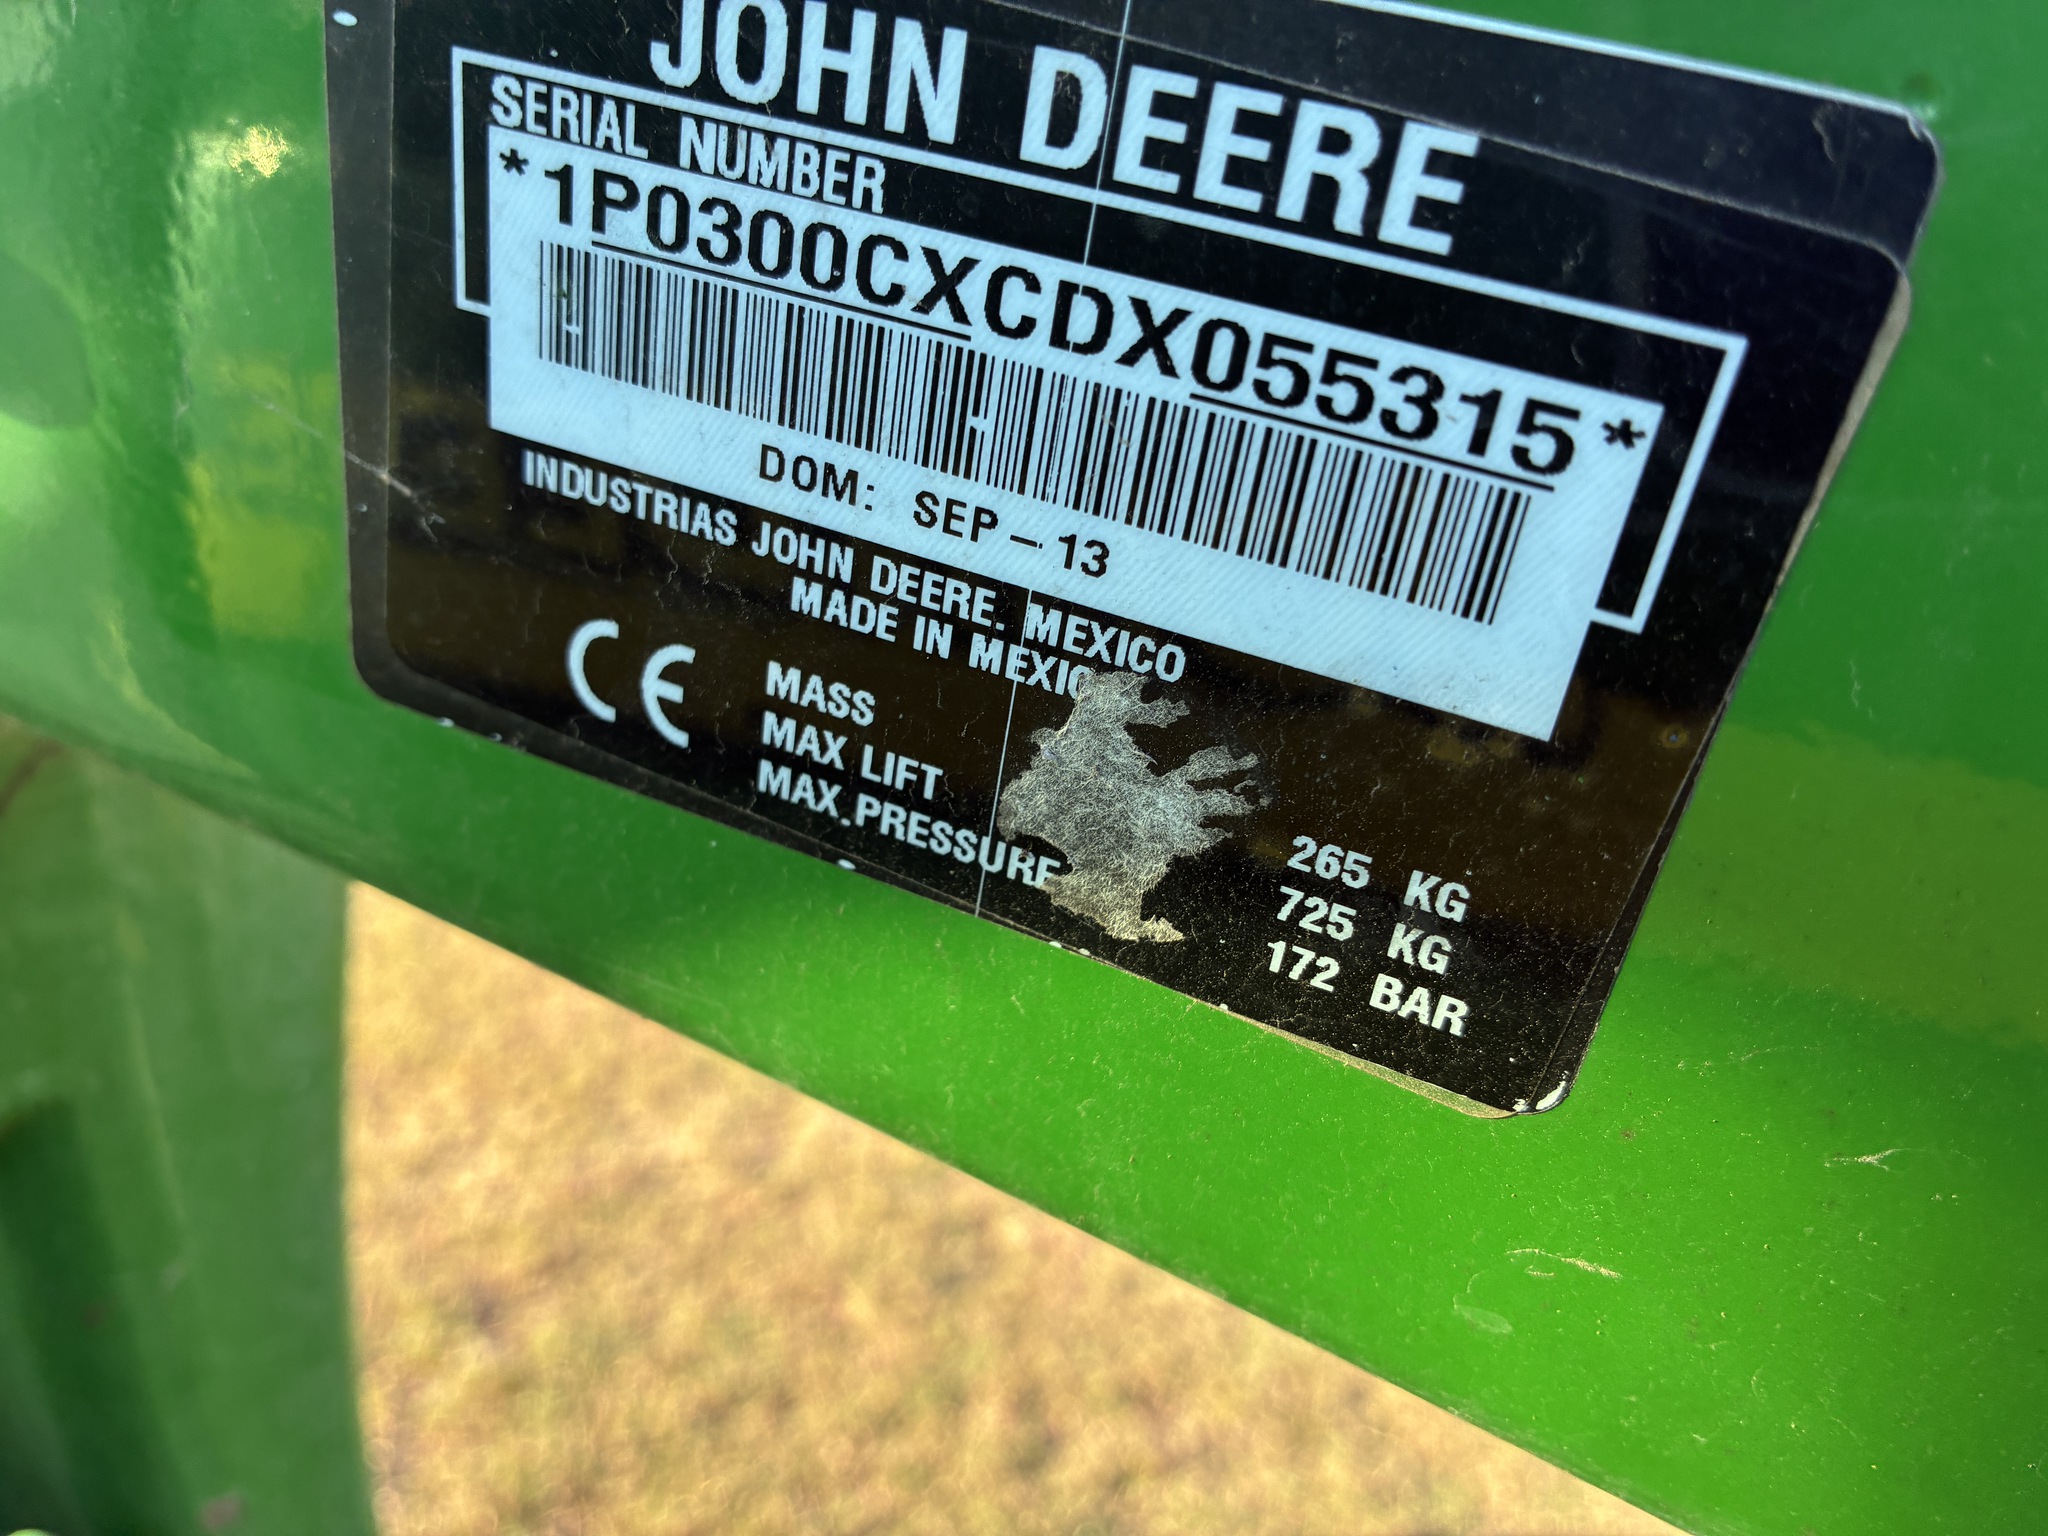 JOHN DEERE
SERIAL NUMBER
*1P0300CXCDX055315*
DOM: SEP-13
INDUSTRIAS JOHN DEERE. MEXICO
MADE IN MEXICO
CE
MASS 265 KG
MAX LIFT 725 KG
MAX.PRESSURE 172 BAR